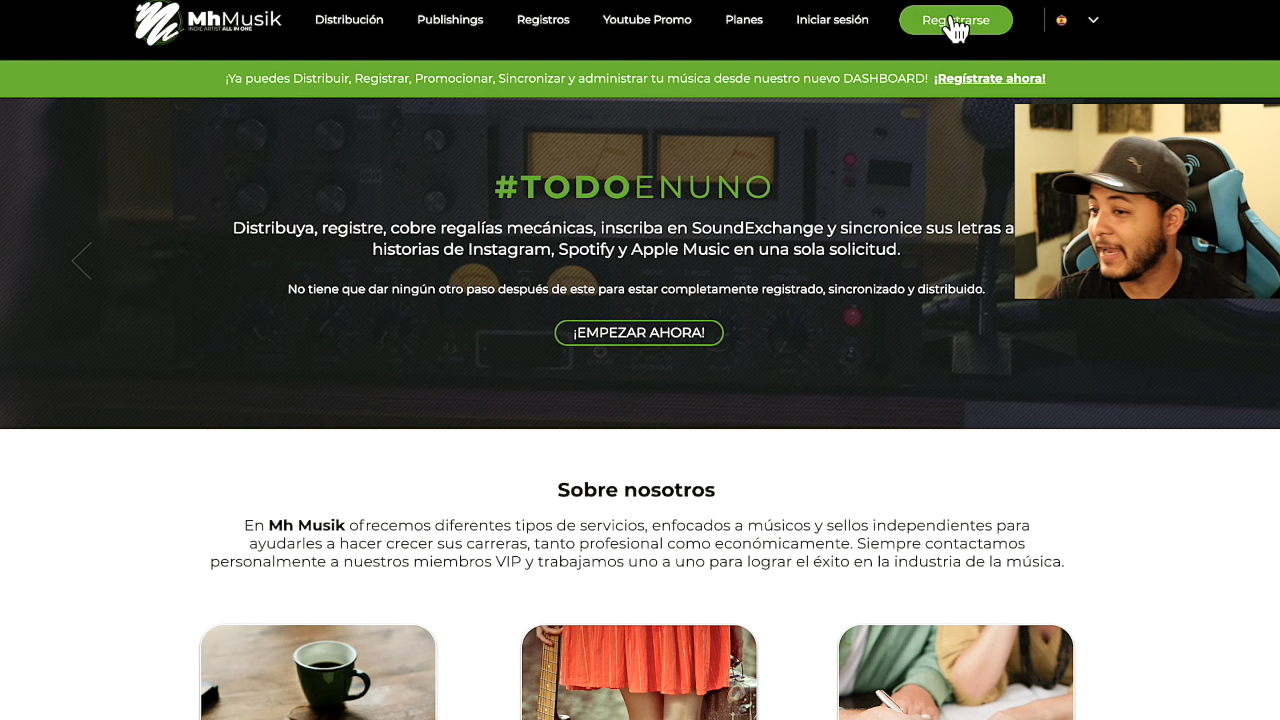 MhMusik
INDIE ARTIST ALL IN ONE
Distribución
Publishings
Registros
Youtube Promo
Planes
Iniciar sesión
Registrarse
¡Ya puedes Distribuir, Registrar, Promocionar, Sincronizar y administrar tu música desde nuestro nuevo DASHBOARD! ¡Regístrate ahora!
#TODOENUNO
Distribuya, registre, cobre regalías mecánicas, inscriba en SoundExchange y sincronice sus letras a
historias de Instagram, Spotify y Apple Music en una sola solicitud.
No tiene que dar ningún otro paso después de este para estar completamente registrado, sincronizado y distribuido.
¡EMPEZAR AHORA!
Sobre nosotros
En Mh Musik ofrecemos diferentes tipos de servicios, enfocados a músicos y sellos independientes para
ayudarles a hacer crecer sus carreras, tanto profesional como económicamente. Siempre contactamos
personalmente a nuestros miembros VIP y trabajamos uno a uno para lograr el éxito en la industria de la música.